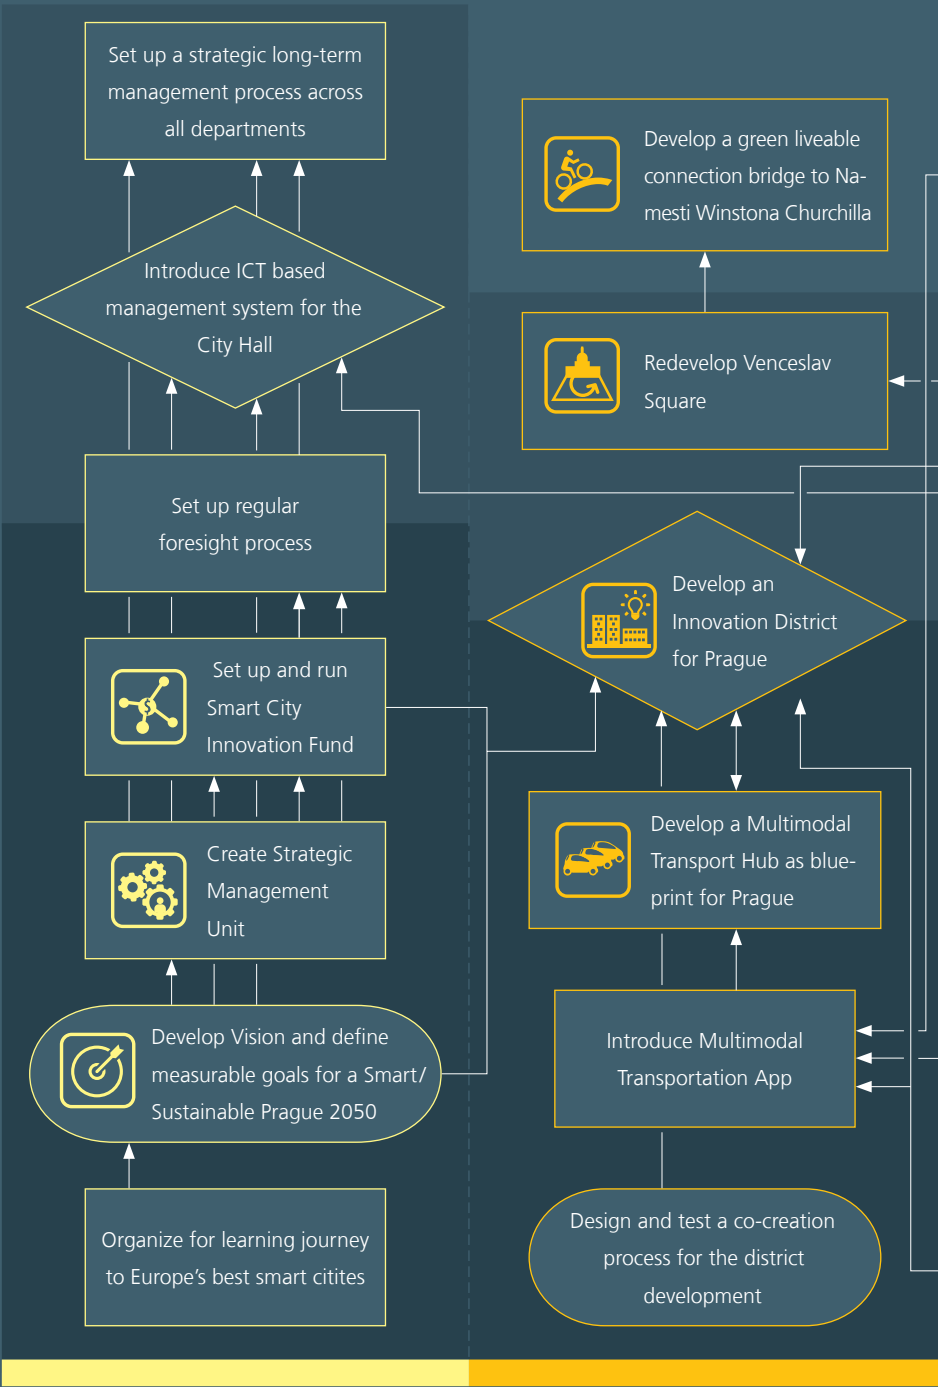 Set up a strategic long-term
management process across
all departments
Introduce ICT based
management system for the
City Hall
Set up regular
foresight process
Set up and run
Smart City
Innovation Fund
Create Strategic
Management
Unit
Develop Vision and define
measurable goals for a Smart/
Sustainable Prague 2050
Organize for learning journey
to Europe’s best smart citites
Develop a green liveable
connection bridge to Na-
mesti Winstona Churchilla
Redevelop Venceslav
Square
Develop an
Innovation District
for Prague
Develop a Multimodal
Transport Hub as blue-
print for Prague
Introduce Multimodal
Transportation App
Design and test a co-creation
process for the district
development